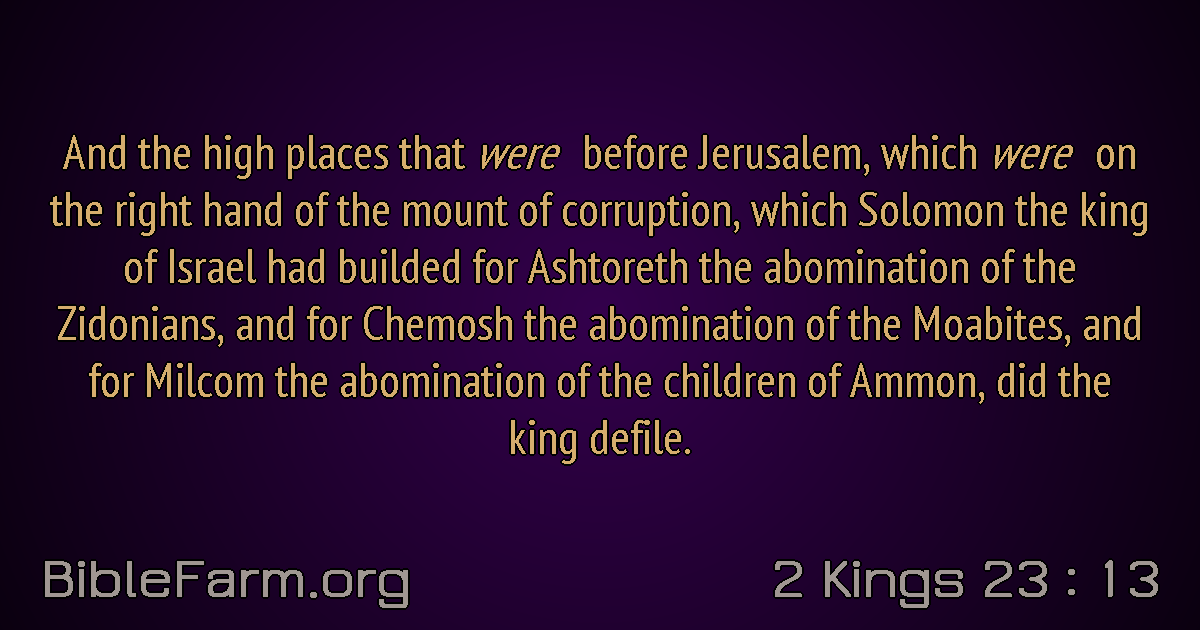 And the high places that were before Jerusalem, which were on
the right hand of the mount of corruption, which Solomon the king
of Israel had builded for Ashtoreth the abomination of the
Zidonians, and for Chemosh the abomination of the Moabites, and
for Milcom the abomination of the children of Ammon, did the
king defile.
BibleFarm.org
2 Kings 23 : 13